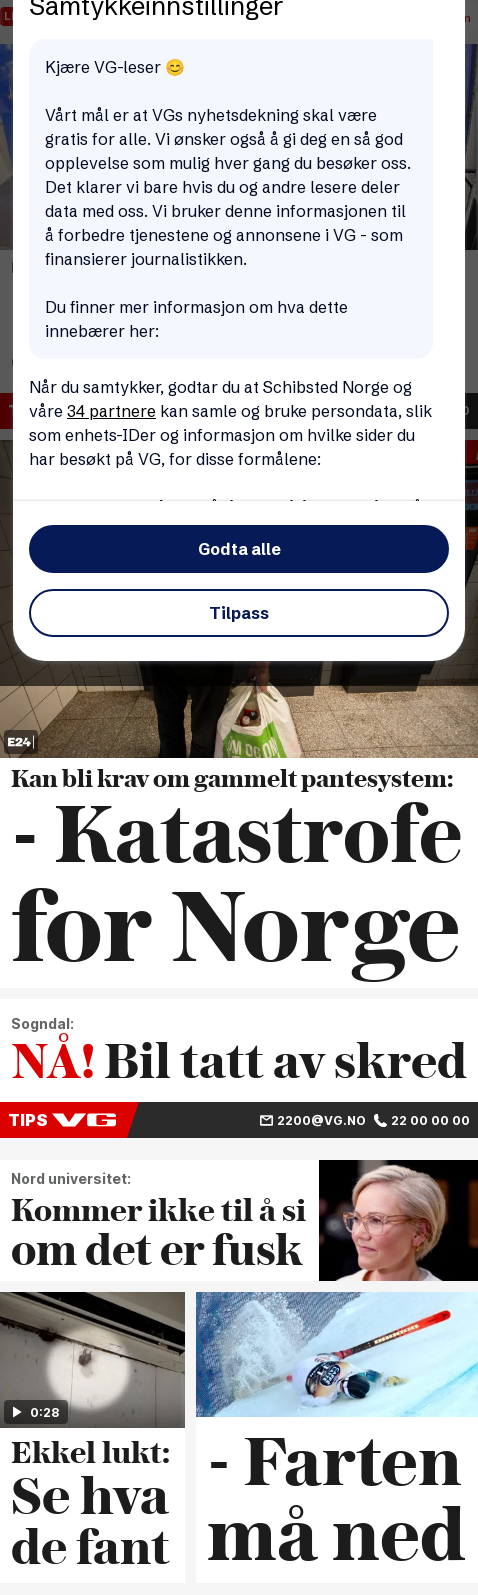 Samtykkeinnstillinger
Kjære VG-leser 😊
Vårt mål er at VGs nyhetsdekning skal være
gratis for alle. Vi ønsker også å gi deg en så god
opplevelse som mulig hver gang du besøker oss.
Det klarer vi bare hvis du og andre lesere deler
data med oss. Vi bruker denne informasjonen til
å forbedre tjenestene og annonsene i VG - som
finansierer journalistikken.
Du finner mer informasjon om hva dette
innebærer her:
Når du samtykker, godtar du at Schibsted Norge og
våre 34 partnere kan samle og bruke persondata, slik
som enhets-IDer og informasjon om hvilke sider du
har besøkt på VG, for disse formålene:
Godta alle
Tilpass
E24
Kan bli krav om gammelt pantesystem:
- Katastrofe
for Norge
Sogndal:
NÅ! Bil tatt av skred
TIPS VG 2200@VG.NO 22 00 00 00
Nord universitet:
Kommer ikke til å si
om det er fusk
0:28
Ekkel lukt:
Se hva
de fant
- Farten
må ned